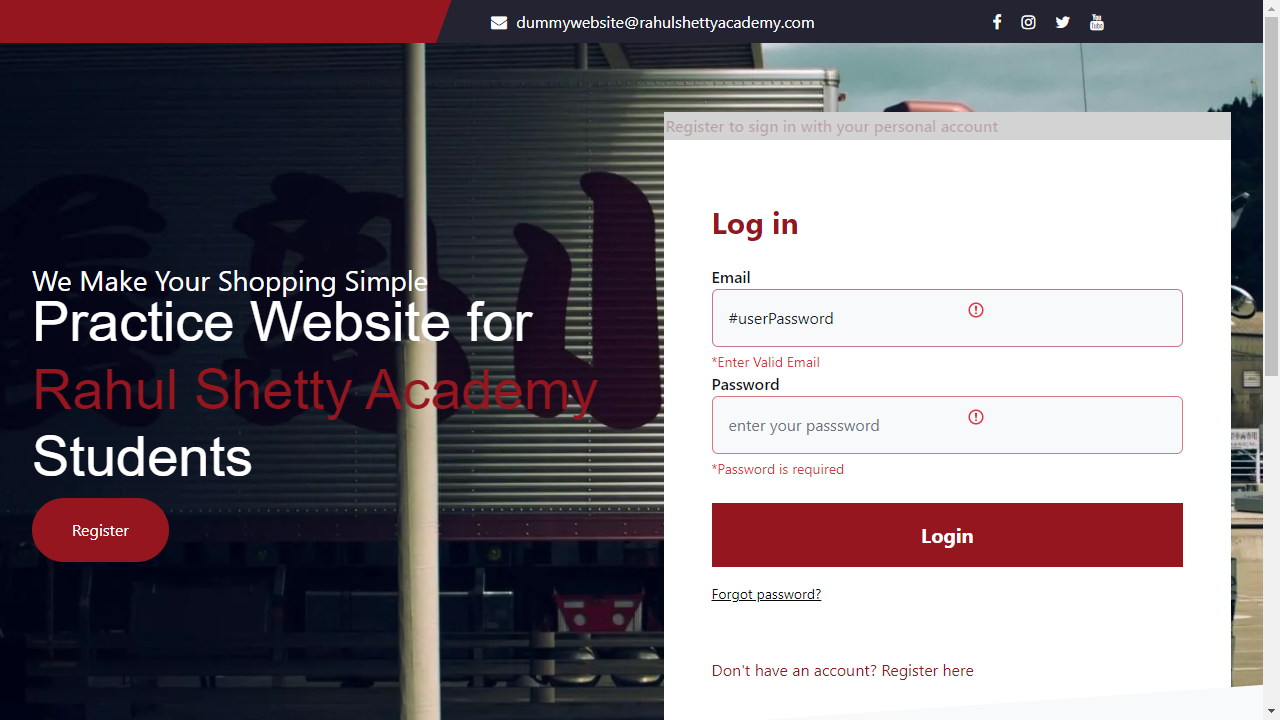 dummywebsite@rahulshettyacademy.com
Register to sign in with your personal account
We Make Your Shopping Simple
Practice Website for
Rahul Shetty Academy
Students
Register
Log in
Email
#userPassword
*Enter Valid Email
Password
enter your passsword
*Password is required
Login
Forgot password?
Don't have an account? Register here